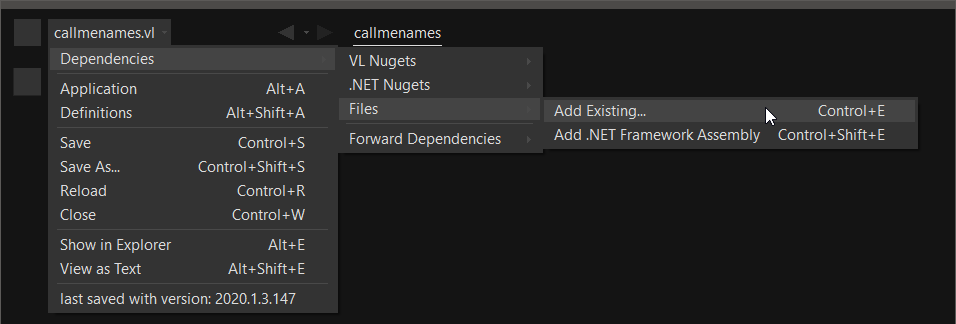 callmenames.vl
callmenames
Dependencies
Application Alt+A
Definitions Alt+Shift+A
Save Control+S
Save As... Control+Shift+S
Reload Control+R
Close Control+W
Show in Explorer Alt+E
View as Text Alt+Shift+E
last saved with version: 2020.1.3.147
VL Nugets
.NET Nugets
Files
Forward Dependencies
Add Existing... Control+E
Add .NET Framework Assembly Control+Shift+E